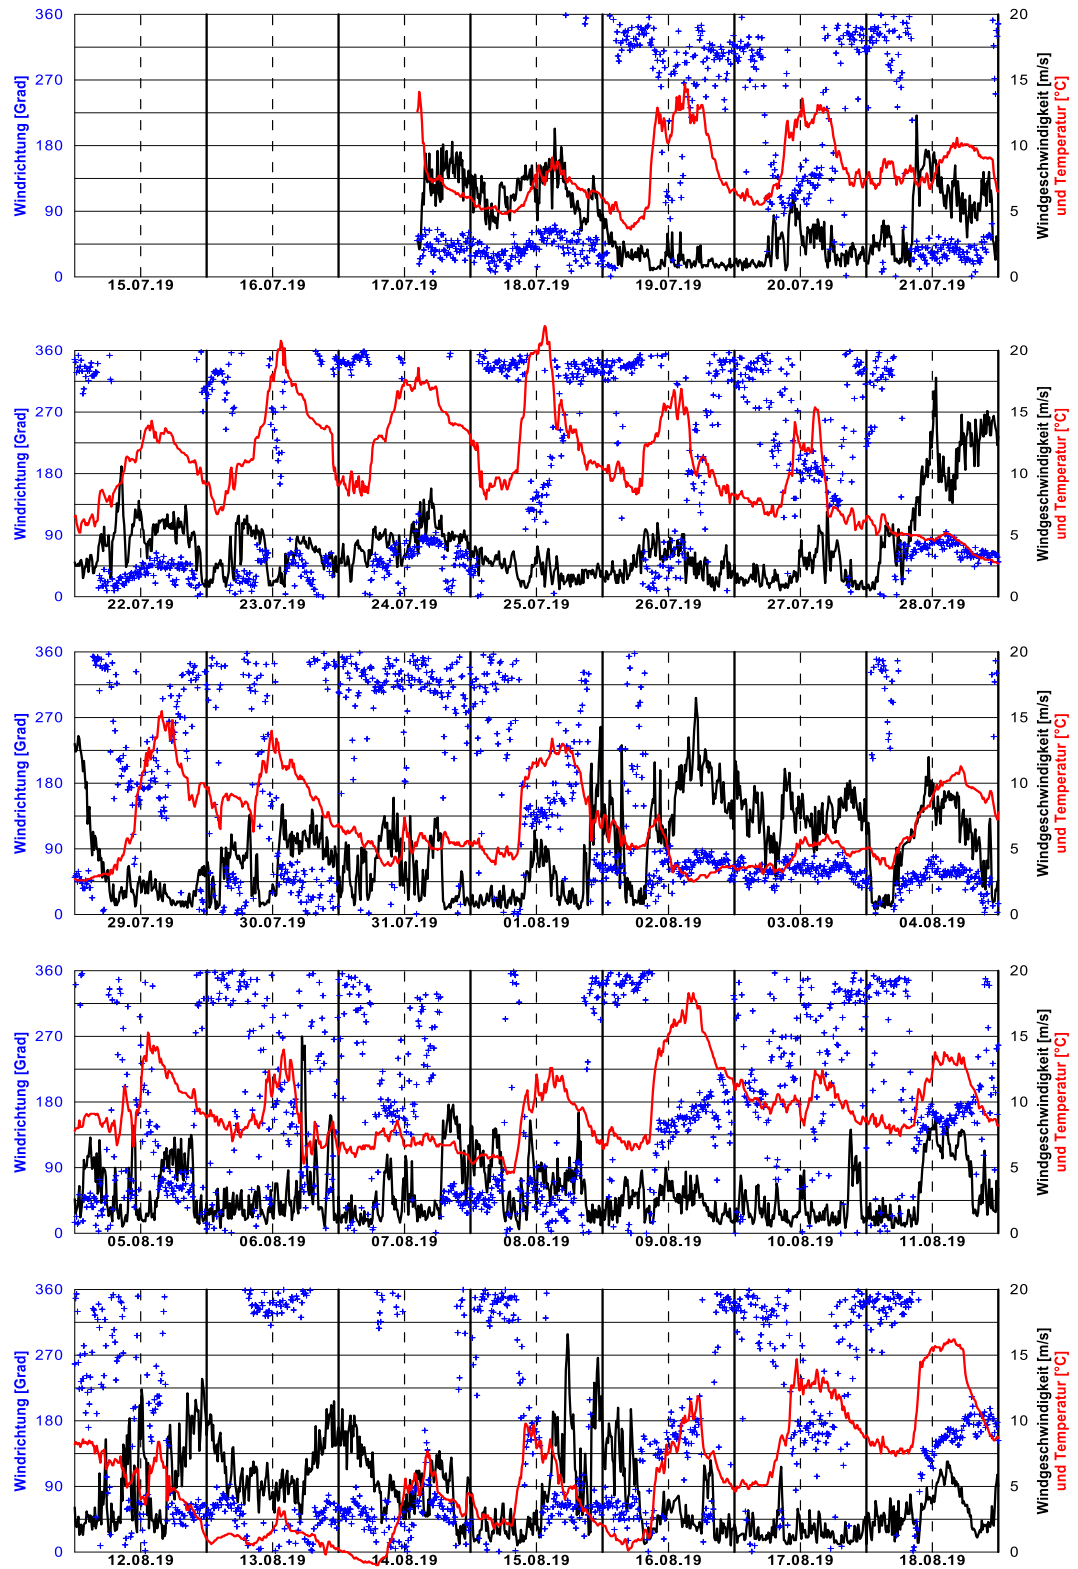 360 20
270 15
180 10
90 5
0 0
Windrichtung [Grad]
Windgeschwindigkeit [m/s]
und Temperatur [°C]
15.07.19 16.07.19 17.07.19 18.07.19 19.07.19 20.07.19 21.07.19
360 20
270 15
180 10
90 5
0 0
Windrichtung [Grad]
Windgeschwindigkeit [m/s]
und Temperatur [°C]
22.07.19 23.07.19 24.07.19 25.07.19 26.07.19 27.07.19 28.07.19
360 20
270 15
180 10
90 5
0 0
Windrichtung [Grad]
Windgeschwindigkeit [m/s]
und Temperatur [°C]
29.07.19 30.07.19 31.07.19 01.08.19 02.08.19 03.08.19 04.08.19
360 20
270 15
180 10
90 5
0 0
Windrichtung [Grad]
Windgeschwindigkeit [m/s]
und Temperatur [°C]
05.08.19 06.08.19 07.08.19 08.08.19 09.08.19 10.08.19 11.08.19
360 20
270 15
180 10
90 5
0 0
Windrichtung [Grad]
Windgeschwindigkeit [m/s]
und Temperatur [°C]
12.08.19 13.08.19 14.08.19 15.08.19 16.08.19 17.08.19 18.08.19